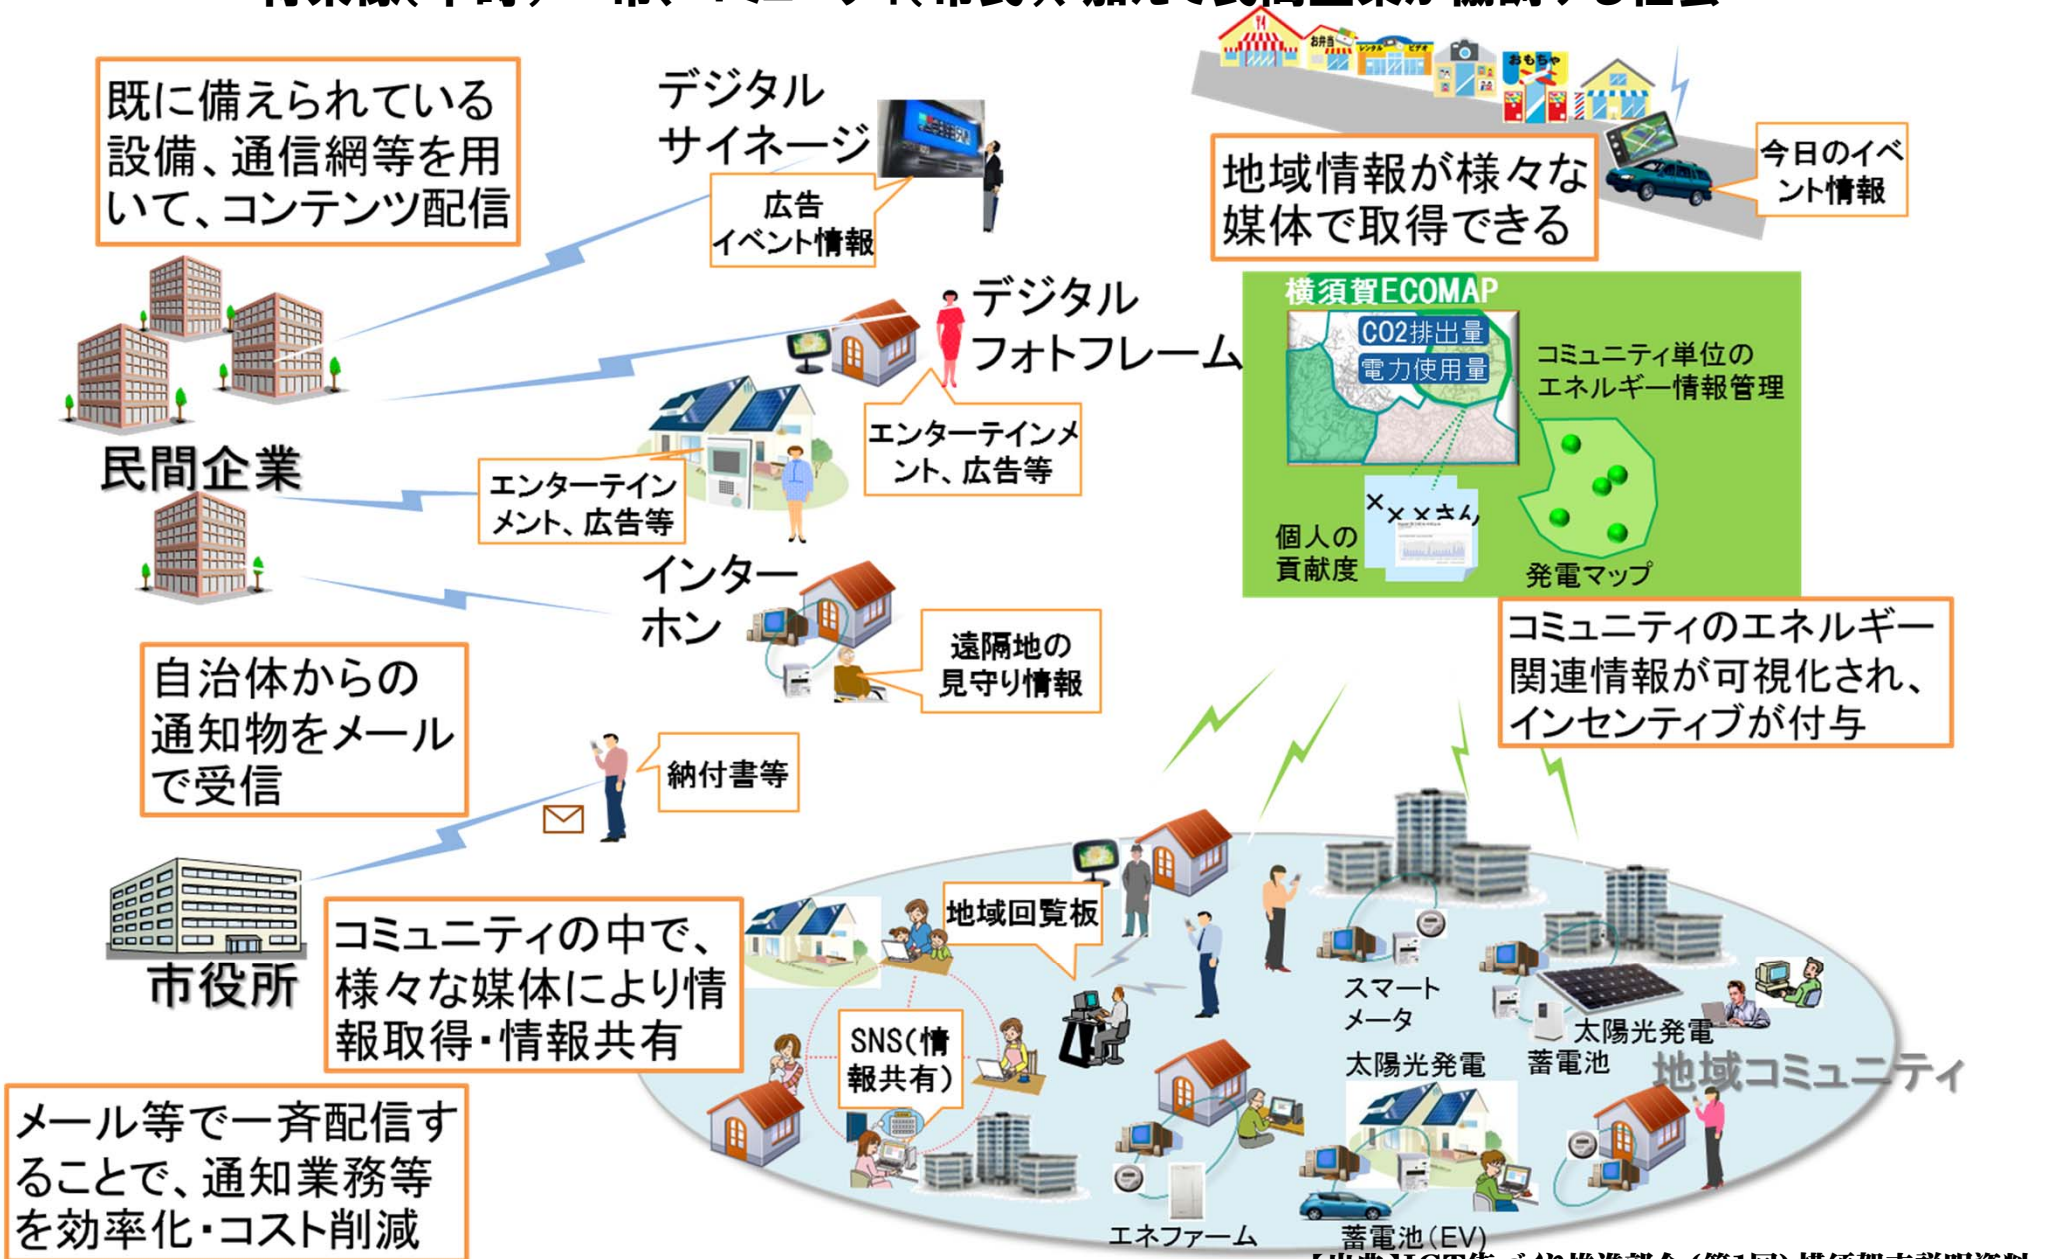 既に備えられている
設備、通信網等を用
いて、コンテンツ配信
デジタル
サイネージ
広告
イベント情報
お弁当
レンタル ビデオ
おもちゃ
地域情報が様々な
媒体で取得できる
今日のイベ
ント情報
民間企業
デジタル
フォトフレーム
エンターテインメ
ント、広告等
エンターテイン
メント、広告等
インター
ホン
遠隔地の
見守り情報
横須賀ECOMAP
CO2排出量
電力使用量
コミュニティ単位の
エネルギー情報管理
×××さん
個人の
貢献度
発電マップ
コミュニティのエネルギー
関連情報が可視化され、
インセンティブが付与
自治体からの
通知物をメール
で受信
納付書等
市役所
コミュニティの中で、
様々な媒体により情
報取得・情報共有
メール等で一斉配信す
ることで、通知業務等
を効率化・コスト削減
地域回覧板
SNS(情
報共有)
スマート
メータ
太陽光発電
蓄電池
太陽光発電
地域コミュニティ
エネファーム
蓄電池(EV)